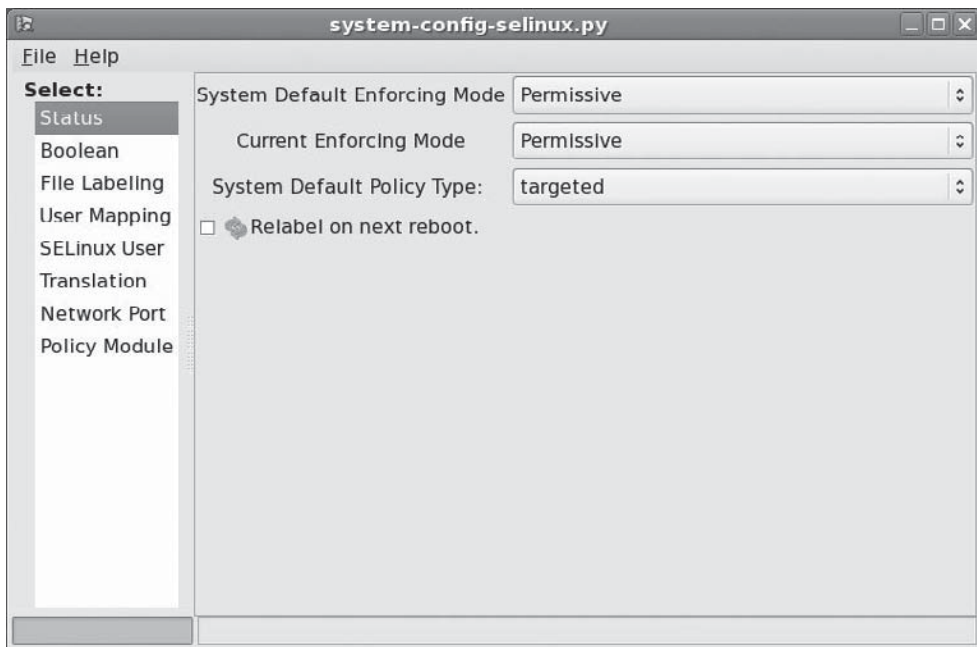 system-config-selinux.py
File Help
Select:
Status
Boolean
File Labeling
User Mapping
SELinux User
Translation
Network Port
Policy Module
System Default Enforcing Mode Permissive
Current Enforcing Mode Permissive
System Default Policy Type: targeted
Relabel on next reboot.